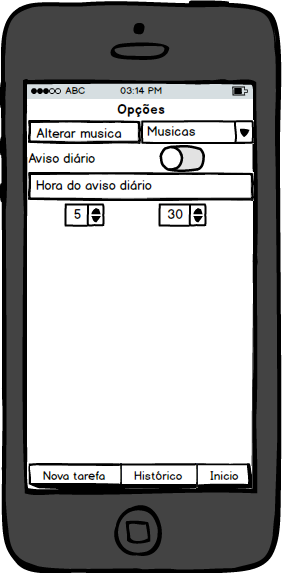 ABC 03:14 PM
Opções
Alterar musica Musicas
Aviso diário
Hora do aviso diário
5 30
Nova tarefa Histórico Inicio